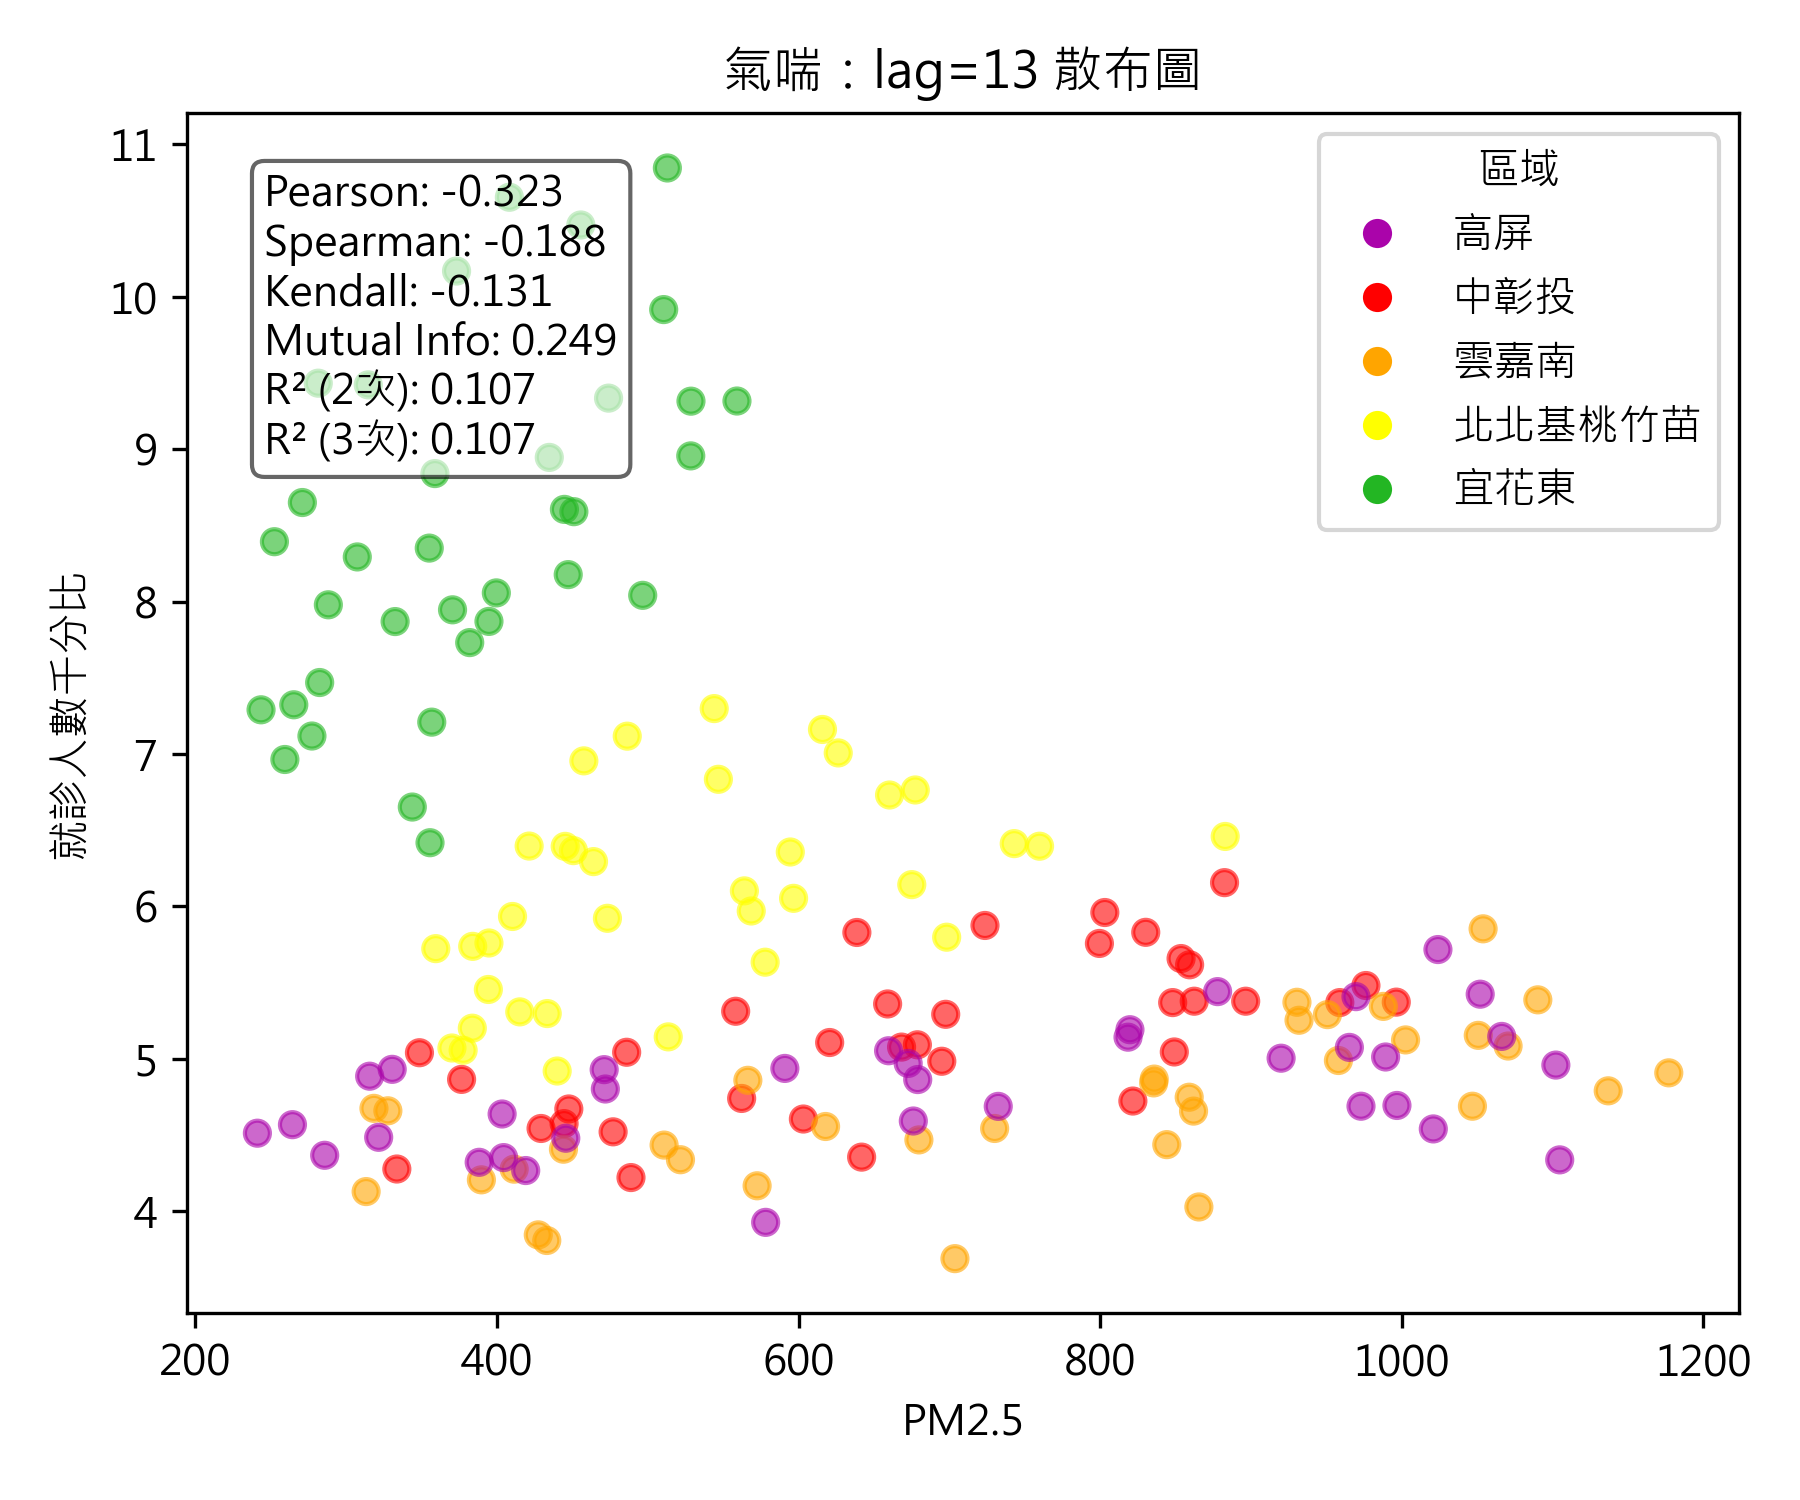 氣喘：lag=13 散布圖
11
10
9
8
7
6
5
4
就診人數千分比
Pearson: -0.323
Spearman: -0.188
Kendall: -0.131
Mutual Info: 0.249
R² (2次): 0.107
R² (3次): 0.107
區域
高屏
中彰投
雲嘉南
北北基桃竹苗
宜花東
200 400 600 800 1000 1200
PM2.5